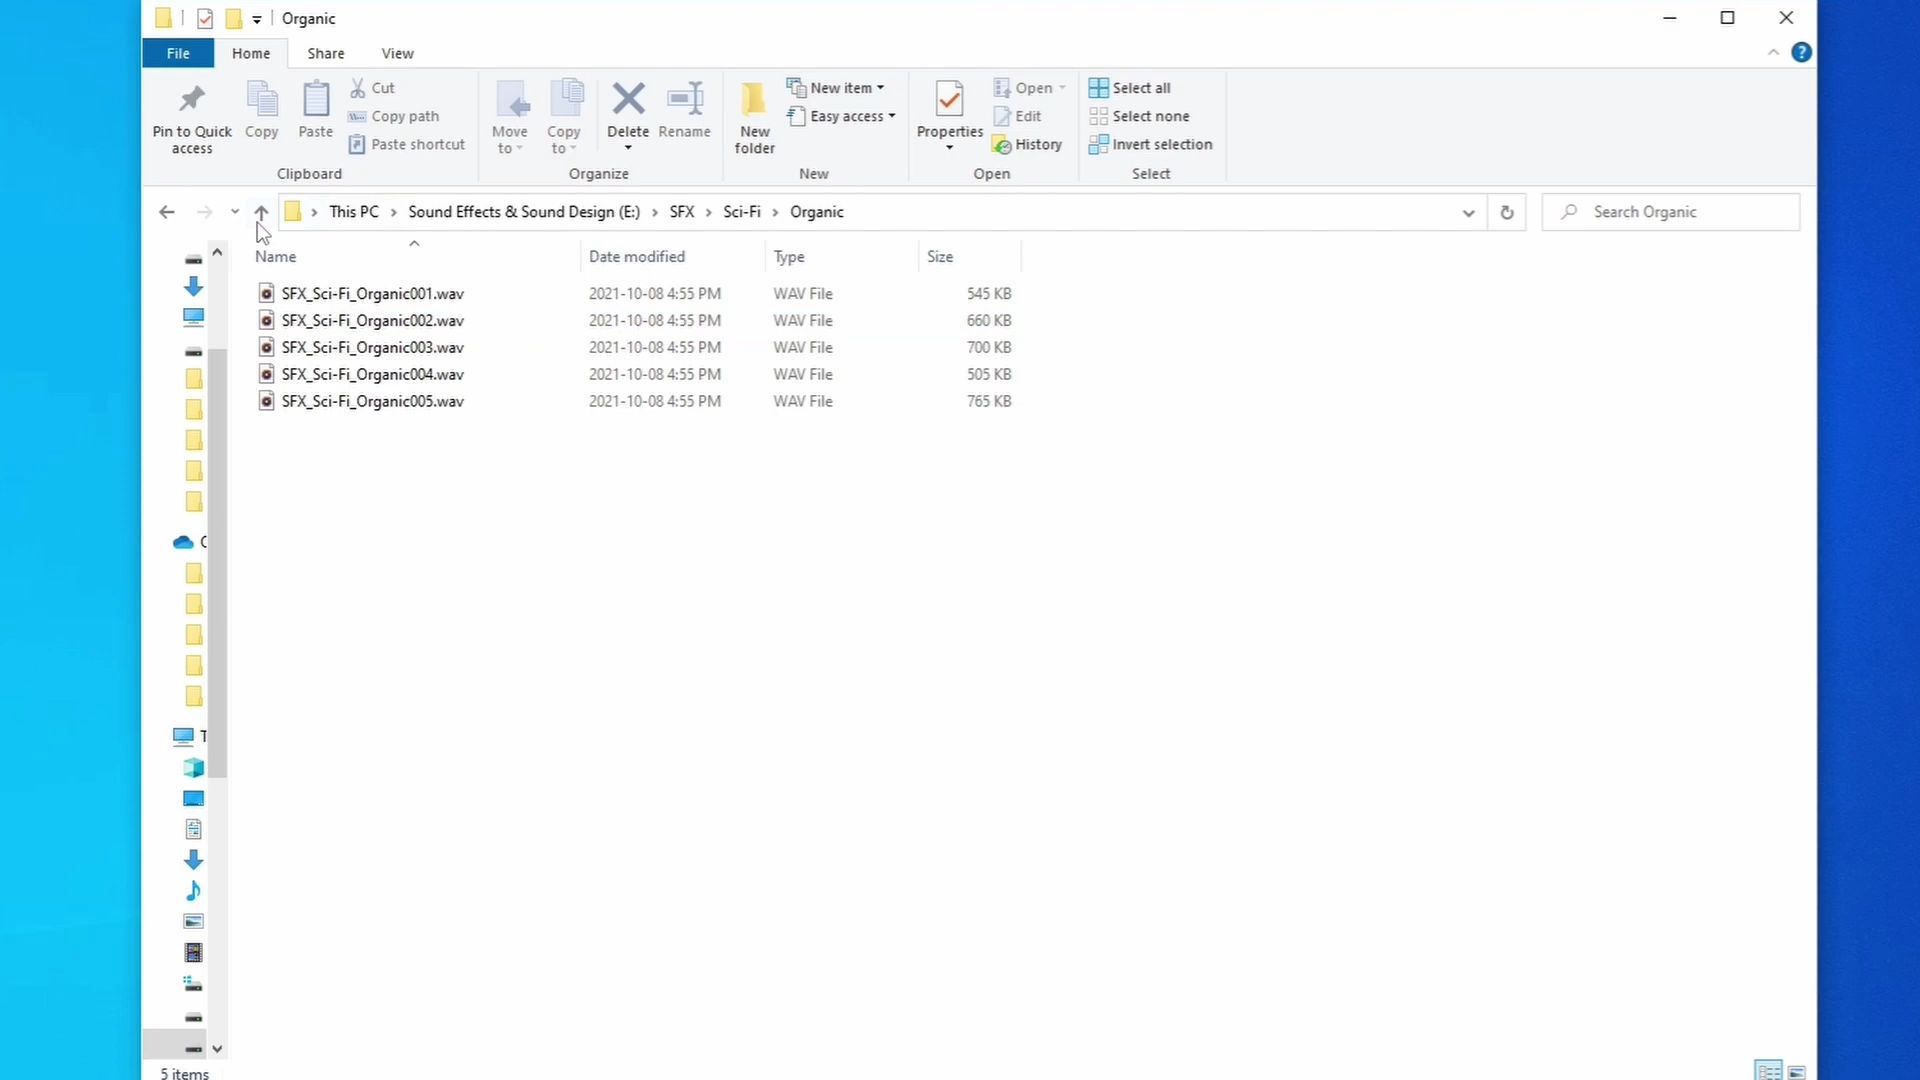 Organic
File Home Share View
Pin to Quick access
Copy
Paste
Cut
Copy path
Paste shortcut
Clipboard
Move to
Copy to
Delete
Rename
Organize
New folder
New item
Easy access
New
Properties
Open
Edit
History
Open
Select all
Select none
Invert selection
Select
This PC Sound Effects & Sound Design (E:) SFX Sci-Fi Organic
Search Organic
Name Date modified Type Size
SFX_Sci-Fi_Organic001.wav 2021-10-08 4:55 PM WAV File 545 KB
SFX_Sci-Fi_Organic002.wav 2021-10-08 4:55 PM WAV File 660 KB
SFX_Sci-Fi_Organic003.wav 2021-10-08 4:55 PM WAV File 700 KB
SFX_Sci-Fi_Organic004.wav 2021-10-08 4:55 PM WAV File 505 KB
SFX_Sci-Fi_Organic005.wav 2021-10-08 4:55 PM WAV File 765 KB
5 items